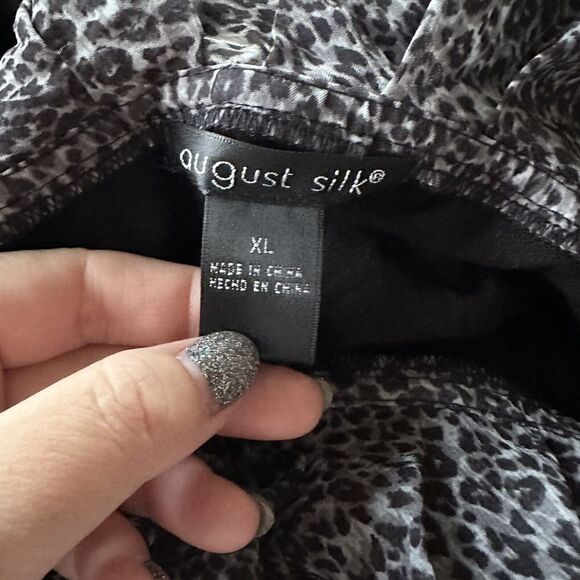 august silk®
XL
MADE IN CHINA
HECHO EN CHINA